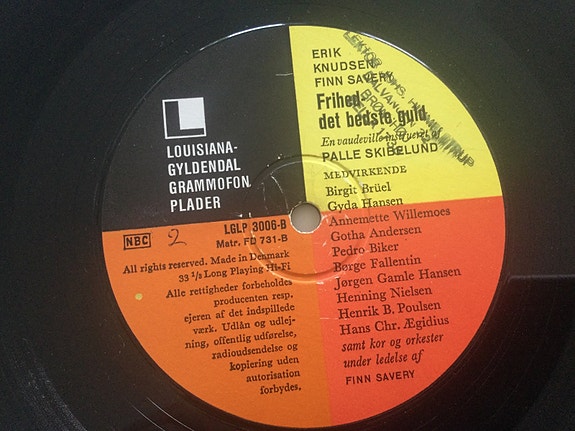 L
LOUISIANA-
GYLDENDAL
GRAMMOFON
PLADER
ERIK
KNUDSEN
FINN SAVERY
Frihed-
det bedste guld
En vaudeville instrueret af
PALLE SKIBELUND
MEDVIRKENDE
Birgit Brüel
Gyda Hansen
Annemette Willemoes
Gotha Andersen
Pedro Biker
Børge Fallentin
Jørgen Gamle Hansen
Henning Nielsen
Henrik B. Poulsen
Hans Chr. Ægidius
samt kor og orkester
under ledelse af
FINN SAVERY
LGLP 3006-B
NCB 2 Matr. FD 731-B
All rights reserved. Made in Denmark
33 1/3 Long Playing Hi-Fi
Alle rettigheder forbeholdes
producenten resp.
ejeren af det indspillede
værk. Udlån og udlej-
ning, offentlig udførelse,
radioudsendelse og
kopiering uden
autorisation
forbydes.
LEKTOR